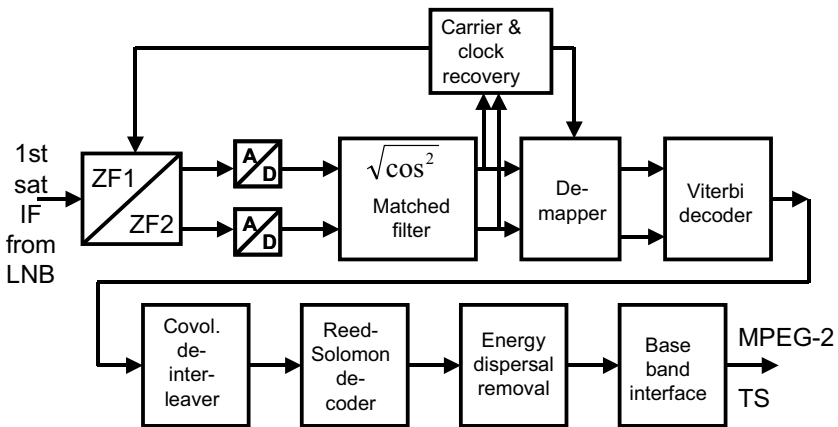 Carrier &
clock
recovery
1st
sat
IF
from
LNB
ZF1
ZF2
A
D
A
D
√cos²
Matched
filter
De-
mapper
Viterbi
decoder
Covol.
de-
inter-
leaver
Reed-
Solomon
de-
coder
Energy
dispersal
removal
Base
band
interface
MPEG-2
TS